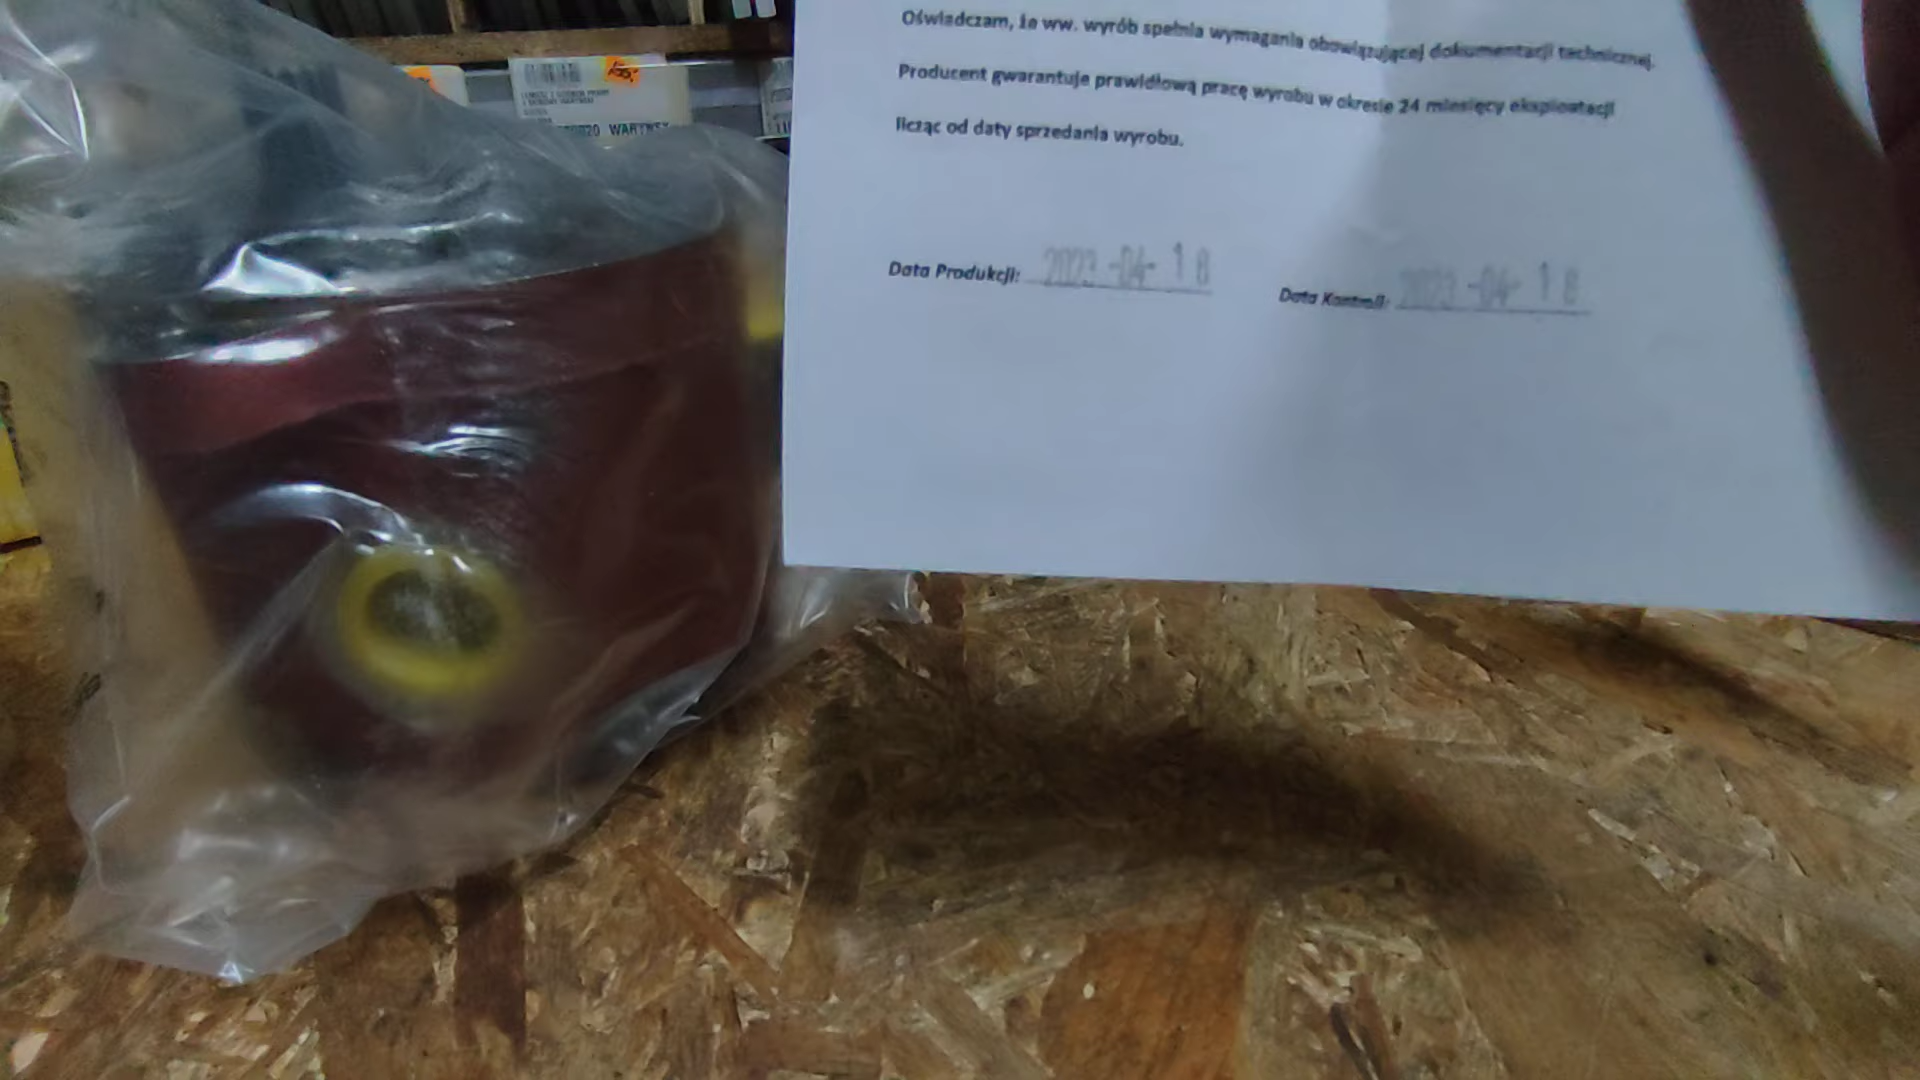 Oświadczam, że ww. wyrób spełnia wymagania obowiązującej dokumentacji technicznej.
Producent gwarantuje prawidłową pracę wyrobu w okresie 24 miesięcy eksploatacji
licząc od daty sprzedania wyrobu.
Data Produkcji: 2023 -04- 18
Data Kontroli: 2023 -04- 18